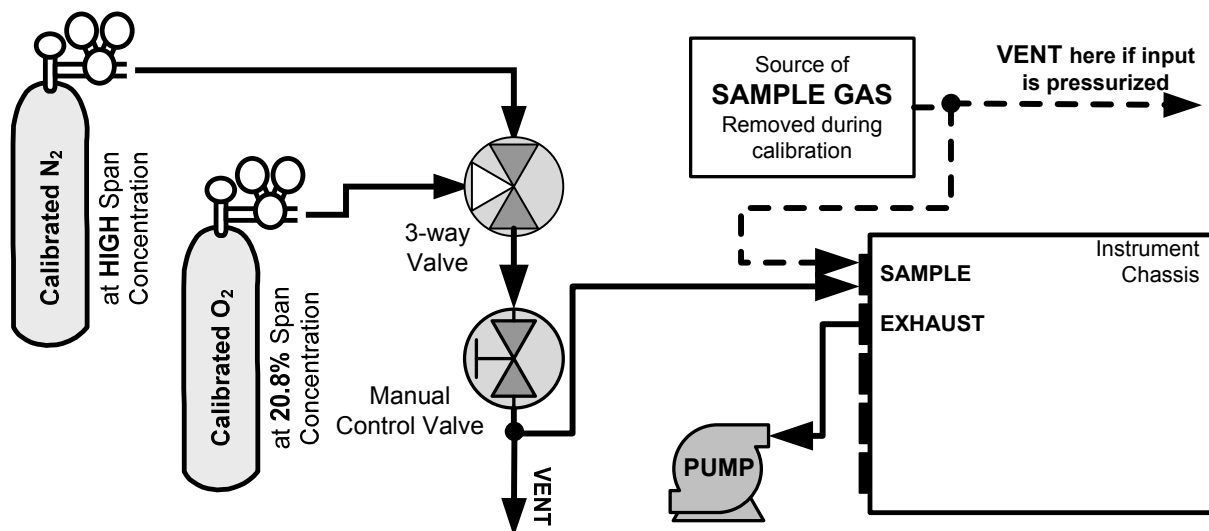 Calibrated N₂
at HIGH Span
Concentration
Calibrated O₂
at 20.8% Span
Concentration
3-way
Valve
Manual
Control Valve
VENT
Source of
SAMPLE GAS
Removed during
calibration
VENT here if input
is pressurized
Instrument
Chassis
SAMPLE
EXHAUST
PUMP